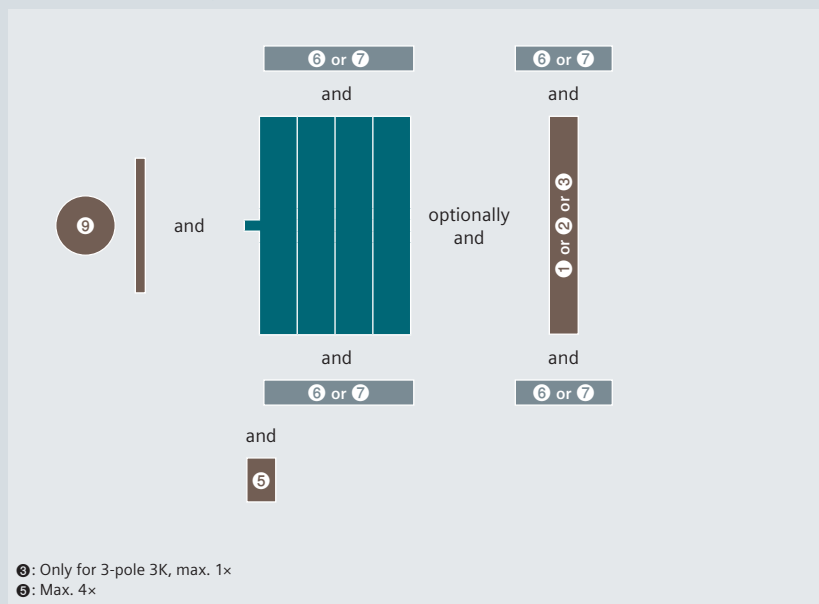 ❻ or ❼
❻ or ❼
and
and
❾
and
optionally
and
❶ or ❷ or ❸
and
and
❻ or ❼
❻ or ❼
and
❺
❸: Only for 3-pole 3K, max. 1×
❺: Max. 4×